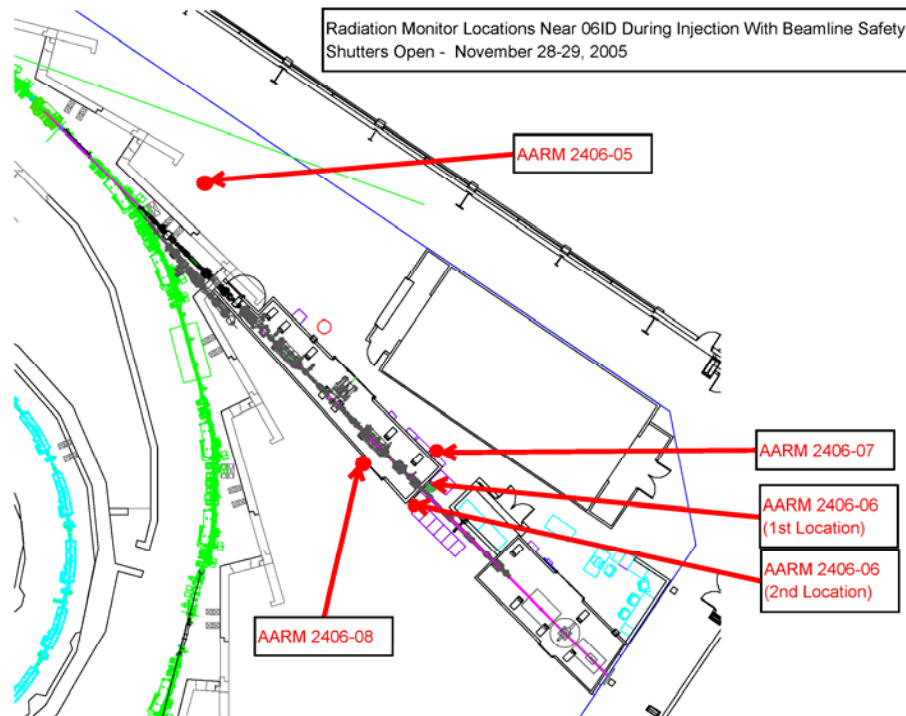 Radiation Monitor Locations Near 06ID During Injection With Beamline Safety
Shutters Open - November 28-29, 2005
AARM 2406-05
AARM 2406-07
AARM 2406-06
(1st Location)
AARM 2406-06
(2nd Location)
AARM 2406-08